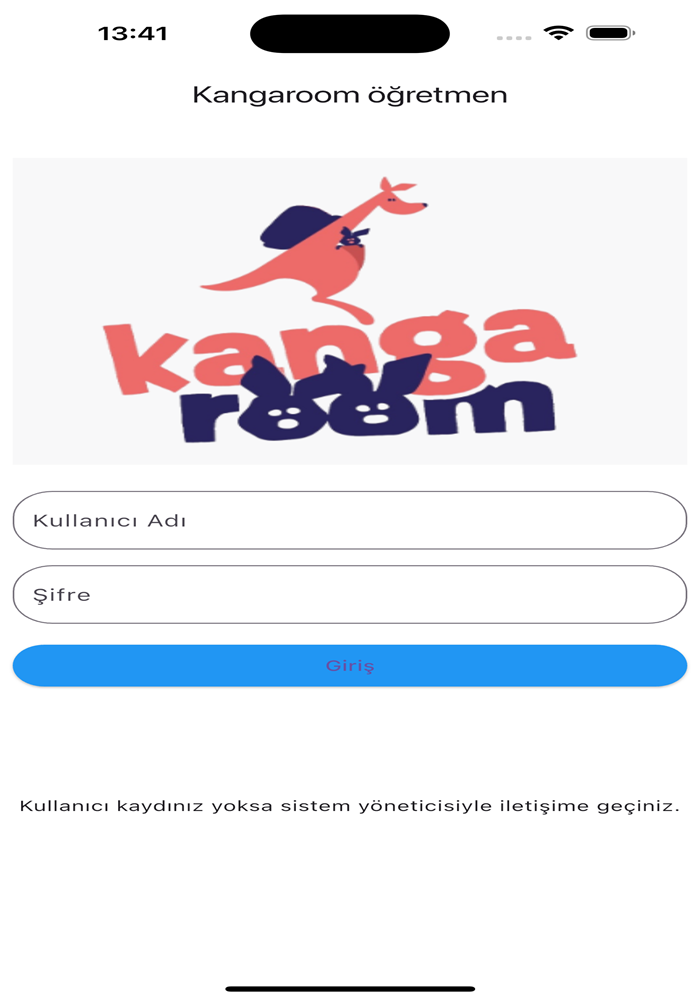 13:41
Kangaroom öğretmen
kanga
room
Kullanıcı Adı
Şifre
Giriş
Kullanıcı kaydınız yoksa sistem yöneticisiyle iletişime geçiniz.